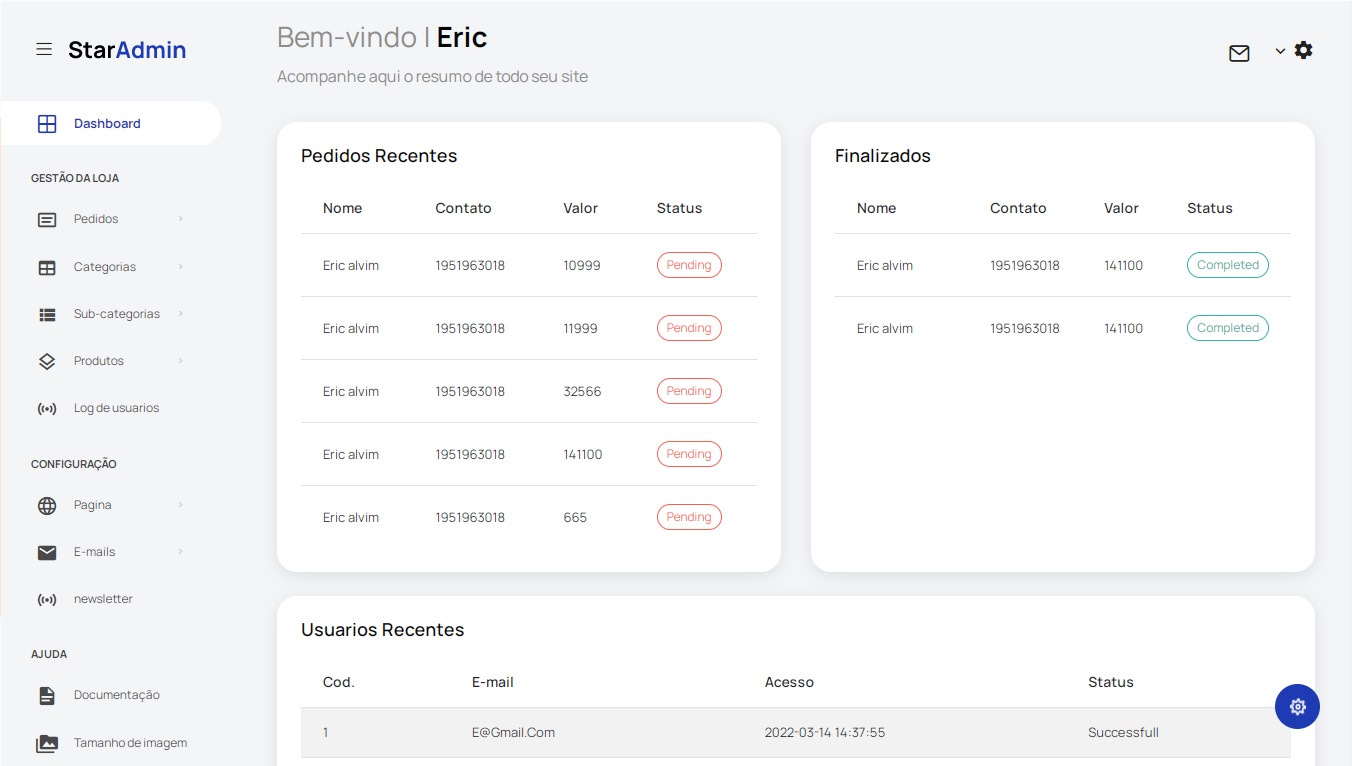 StarAdmin
Dashboard
GESTÃO DA LOJA
Pedidos
Categorias
Sub-categorias
Produtos
Log de usuarios
CONFIGURAÇÃO
Pagina
E-mails
newsletter
AJUDA
Documentação
Tamanho de imagem
Bem-vindo | Eric
Acompanhe aqui o resumo de todo seu site
Pedidos Recentes
Nome Contato Valor Status
Eric alvim 1951963018 10999 Pending
Eric alvim 1951963018 11999 Pending
Eric alvim 1951963018 32566 Pending
Eric alvim 1951963018 141100 Pending
Eric alvim 1951963018 665 Pending
Finalizados
Nome Contato Valor Status
Eric alvim 1951963018 141100 Completed
Eric alvim 1951963018 141100 Completed
Usuarios Recentes
Cod. E-mail Acesso Status
1 E@Gmail.Com 2022-03-14 14:37:55 Successfull